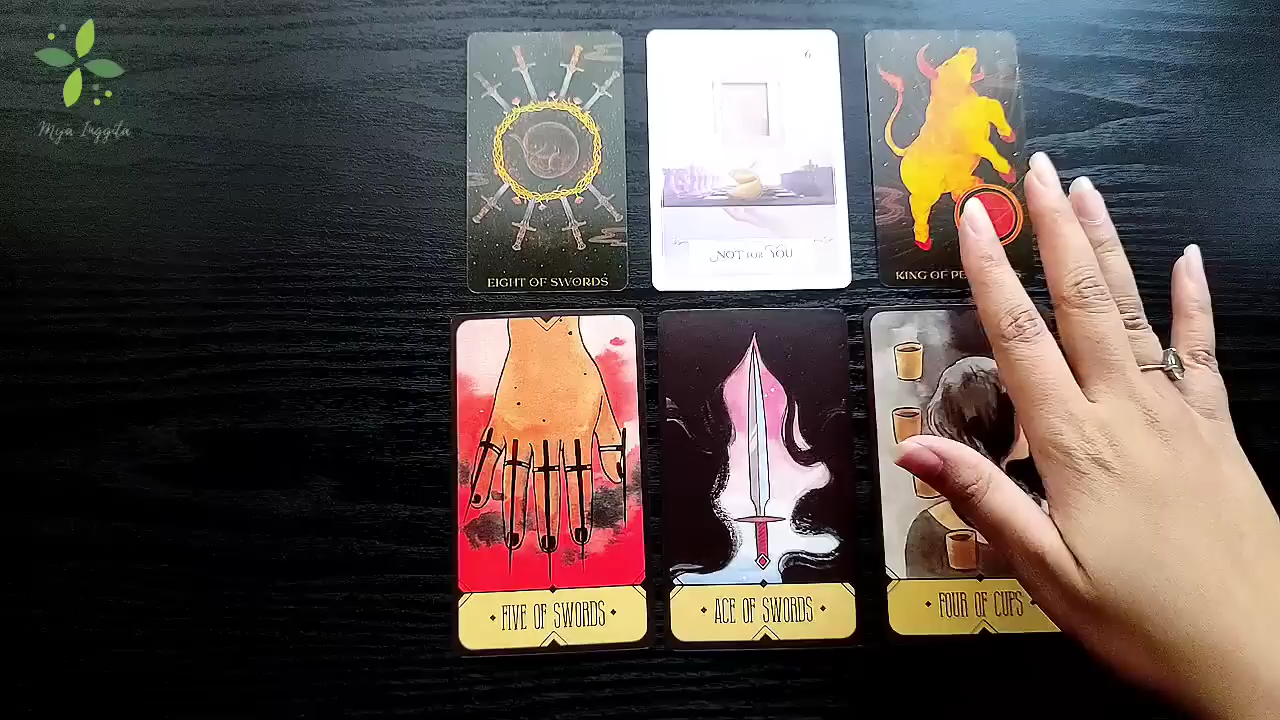 Mya Inggita
EIGHT OF SWORDS
6
NOT FOR YOU
KING OF
FIVE OF SWORDS
ACE OF SWORDS
FOUR OF CUPS